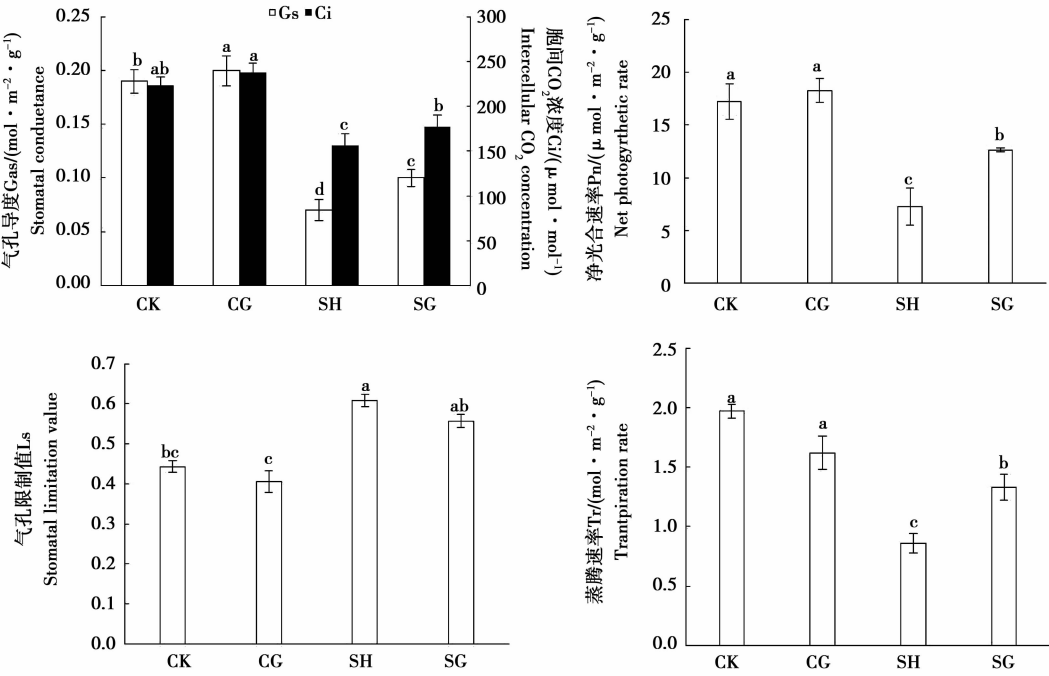 Gs Ci
气孔导度Gas/(mol·m⁻²·g⁻¹)
Stomatal conductance
0.25
0.20
0.15
0.10
0.05
0.00
b ab a a d c c b
CK CG SH SG
300
250
200
150
100
50
0
胞间CO₂浓度Ci/(μmol·mol⁻¹)
Intercellular CO₂ concentration
净光合速率Pn/(μmol·m⁻²·g⁻¹)
Net photogyrthetic rate
25
20
15
10
5
0
a a c b
CK CG SH SG
气孔限制值Ls
Stomatal limitation value
0.7
0.6
0.5
0.4
0.3
0.2
0.1
0.0
bc c a ab
CK CG SH SG
蒸腾速率Tr/(mol·m⁻²·g⁻¹)
Trantpiration rate
2.5
2.0
1.5
1.0
0.5
0.0
a a c b
CK CG SH SG